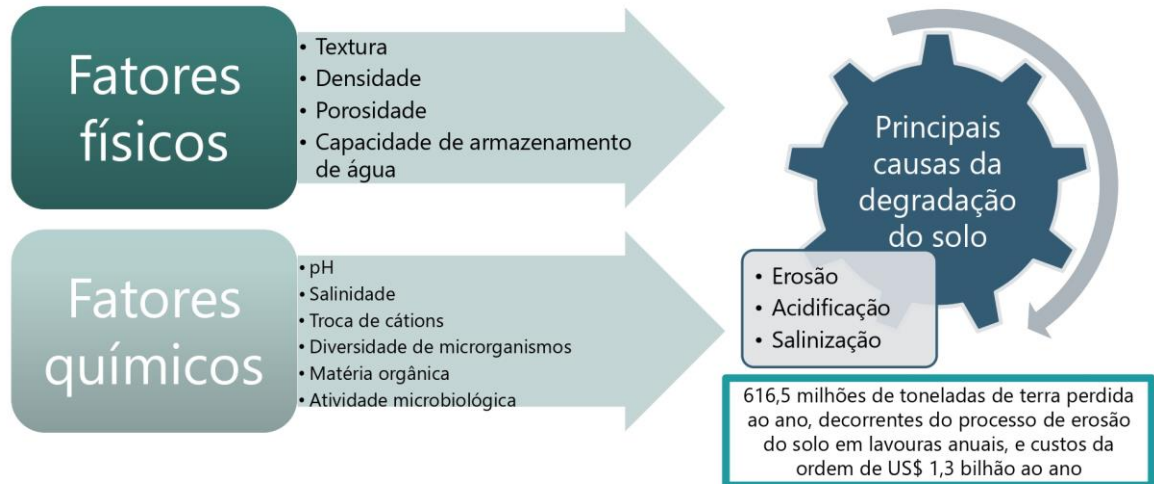 Fatores
físicos
• Textura
• Densidade
• Porosidade
• Capacidade de armazenamento
de água
Fatores
químicos
• pH
• Salinidade
• Troca de cátions
• Diversidade de microrganismos
• Matéria orgânica
• Atividade microbiológica
Principais
causas da
degradação
do solo
• Erosão
• Acidificação
• Salinização
616,5 milhões de toneladas de terra perdida
ao ano, decorrentes do processo de erosão
do solo em lavouras anuais, e custos da
ordem de US$ 1,3 bilhão ao ano